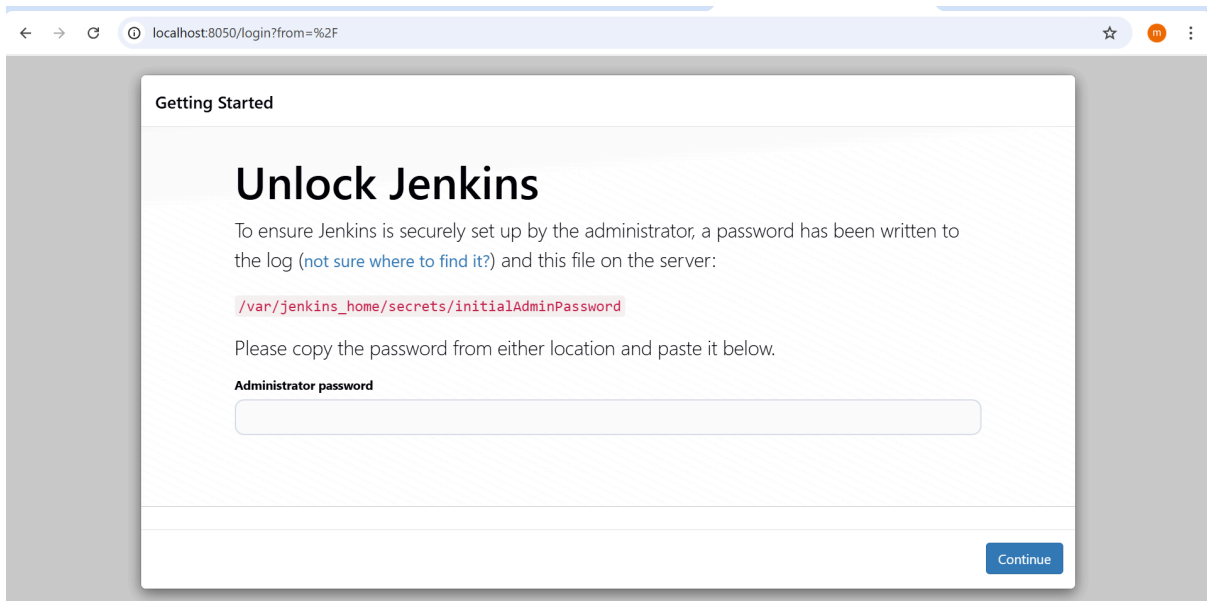 localhost:8050/login?from=%2F
m
Getting Started
Unlock Jenkins
To ensure Jenkins is securely set up by the administrator, a password has been written to
the log (not sure where to find it?) and this file on the server:
/var/jenkins_home/secrets/initialAdminPassword
Please copy the password from either location and paste it below.
Administrator password
Continue